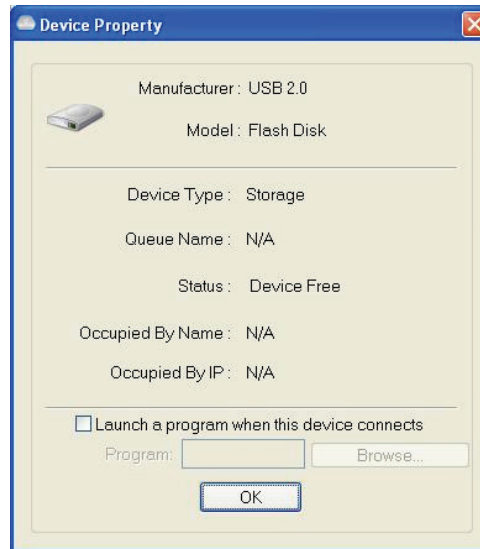 Device Property
Manufacturer : USB 2.0
Model : Flash Disk
Device Type : Storage
Queue Name : N/A
Status : Device Free
Occupied By Name : N/A
Occupied By IP : N/A
Launch a program when this device connects
Program: Browse...
OK